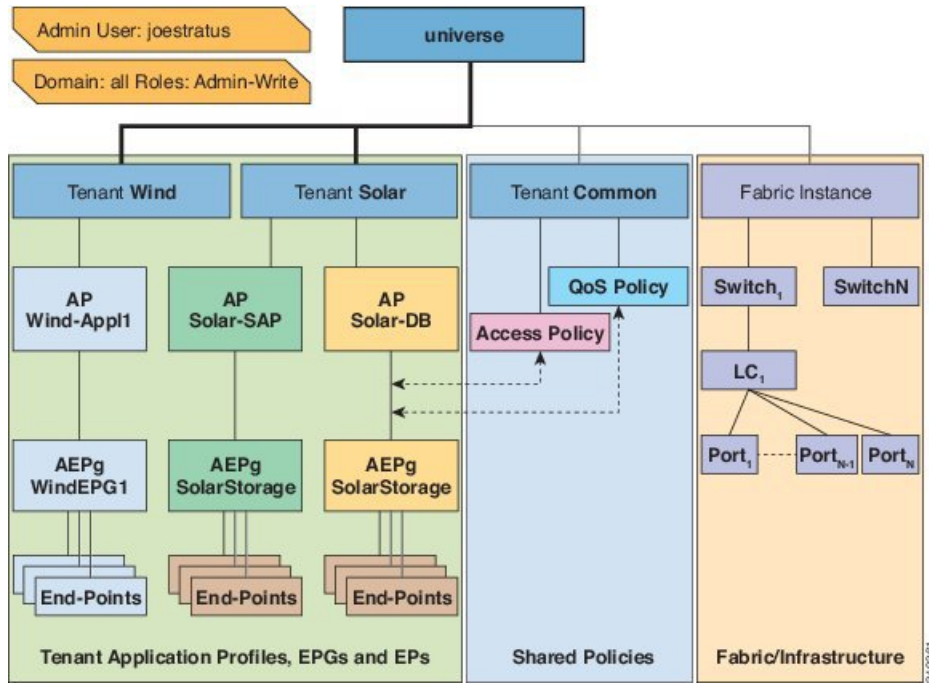 Admin User: joestratus
Domain: all Roles: Admin-Write
universe
Tenant Wind
Tenant Solar
Tenant Common
Fabric Instance
AP
Wind-Appl1
AP
Solar-SAP
AP
Solar-DB
QoS Policy
Access Policy
Switch1
SwitchN
LC1
Port1
PortN-1
PortN
AEPg
WindEPG1
AEPg
SolarStorage
AEPg
SolarStorage
End-Points
End-Points
End-Points
Tenant Application Profiles, EPGs and EPs
Shared Policies
Fabric/Infrastructure